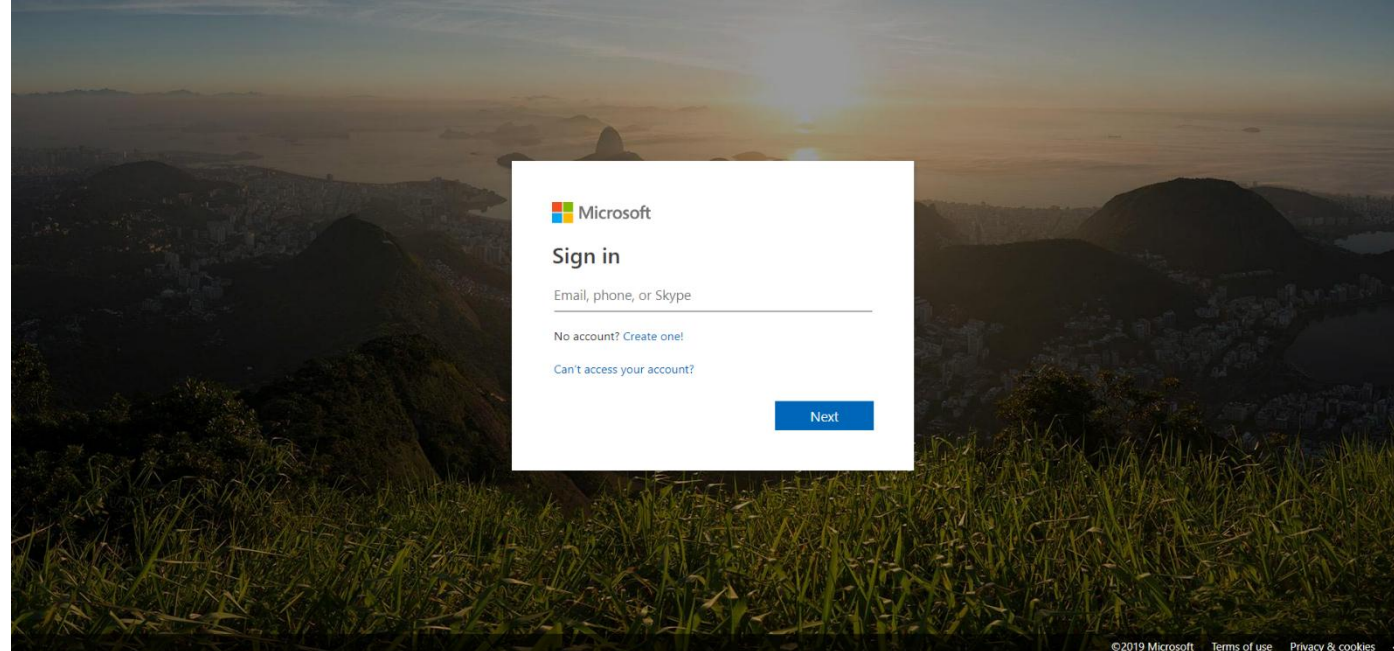 Microsoft
Sign in
Email, phone, or Skype
No account? Create one!
Can't access your account?
Next
©2019 Microsoft Terms of use Privacy & cookies